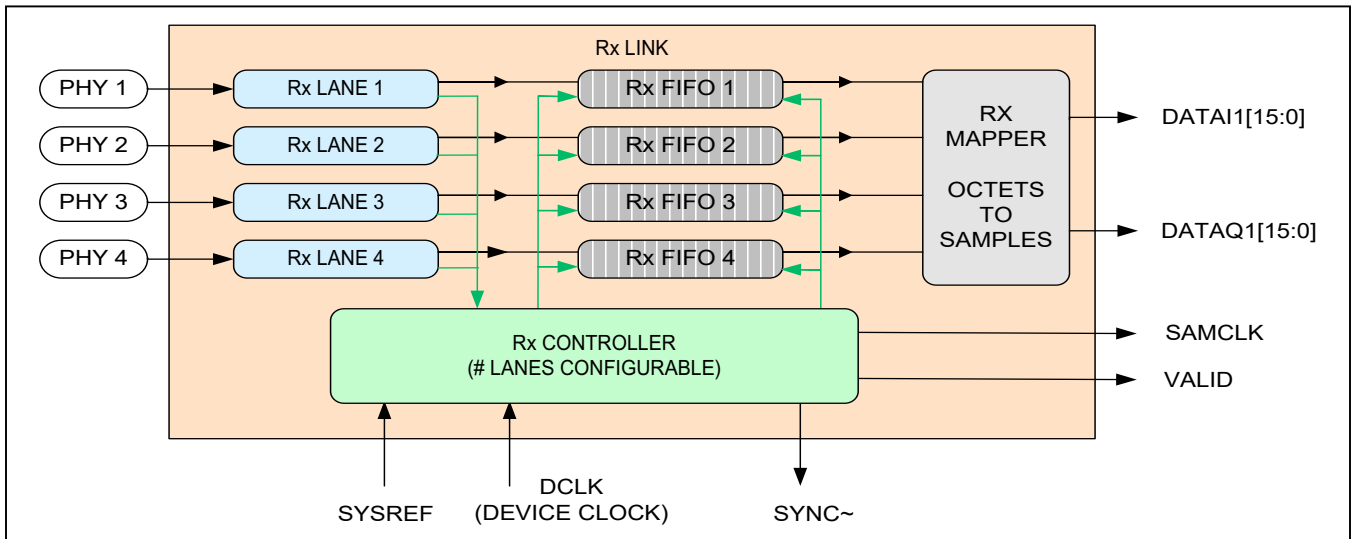 Rx LINK
PHY 1
Rx LANE 1
Rx FIFO 1
PHY 2
Rx LANE 2
Rx FIFO 2
PHY 3
Rx LANE 3
Rx FIFO 3
PHY 4
Rx LANE 4
Rx FIFO 4
RX
MAPPER
OCTETS
TO
SAMPLES
DATAI1[15:0]
DATAQ1[15:0]
Rx CONTROLLER
(# LANES CONFIGURABLE)
SAMCLK
VALID
SYSREF
DCLK
(DEVICE CLOCK)
SYNC~